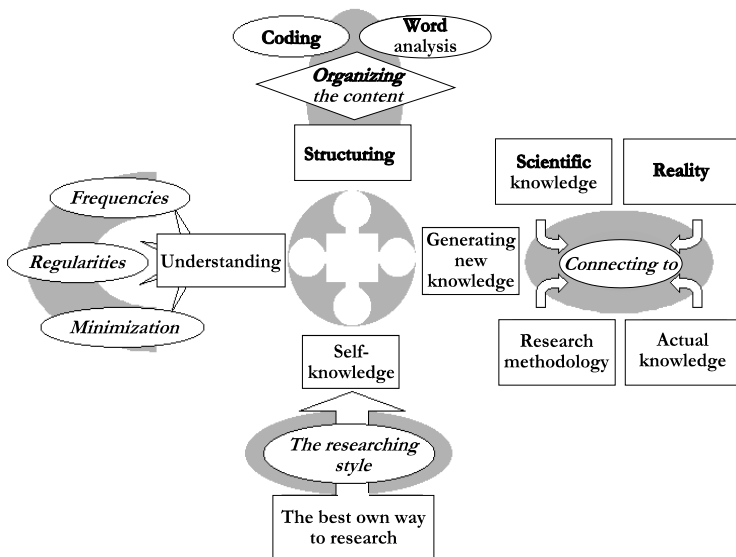 Coding
Word
analysis
Organizing
the content
Structuring
Scientific
knowledge
Reality
Frequencies
Regularities
Minimization
Understanding
Generating
new
knowledge
Connecting to
Research
methodology
Actual
knowledge
Self-
knowledge
The researching
style
The best own way
to research